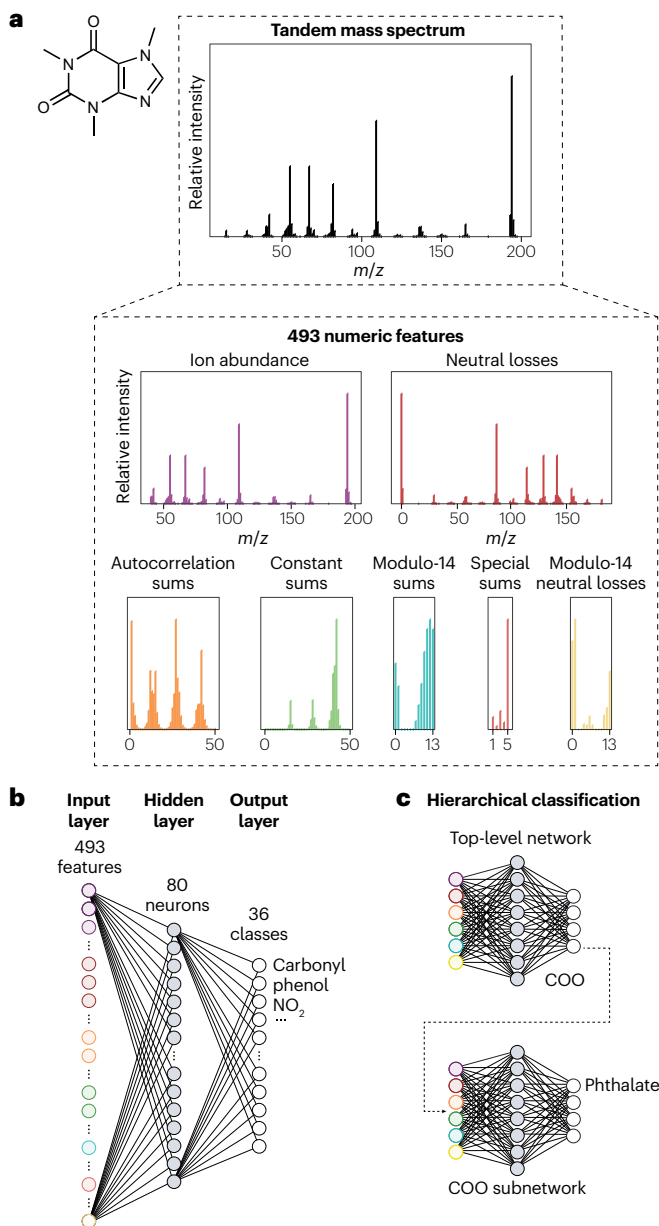 a
O
N
N
O
N
N
Tandem mass spectrum
Relative intensity
50
100
150
200
m/z
493 numeric features
Ion abundance
Neutral losses
Relative intensity
50
100
150
200
0
50
100
150
m/z
m/z
Autocorrelation
sums
Constant
sums
Modulo-14
sums
Special
sums
Modulo-14
neutral losses
0
50
0
50
0
13
1
5
0
13
b
Input
layer
Hidden
layer
Output
layer
493
features
80
neurons
36
classes
Carbonyl
phenol
NO₂
...
c
Hierarchical classification
Top-level network
COO
Phthalate
COO subnetwork